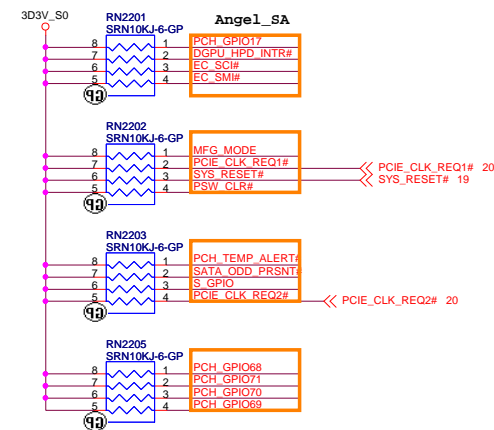 3D3V_S0
RN2201
SRN10KJ-6-GP
Angel_SA
8 1 PCH_GPIO17
7 2 DGPU_HPD_INTR#
6 3 EC_SCI#
5 4 EC_SMI#
RN2202
SRN10KJ-6-GP
8 1 MFG_MODE
7 2 PCIE_CLK_REQ1# PCIE_CLK_REQ1# 20
6 3 SYS_RESET# SYS_RESET# 19
5 4 PSW_CLR#
RN2203
SRN10KJ-6-GP
8 1 PCH_TEMP_ALERT#
7 2 SATA_ODD_PRSNT#
6 3 S_GPIO
5 4 PCIE_CLK_REQ2# PCIE_CLK_REQ2# 20
RN2205
SRN10KJ-6-GP
8 1 PCH_GPIO68
7 2 PCH_GPIO71
6 3 PCH_GPIO70
5 4 PCH_GPIO69